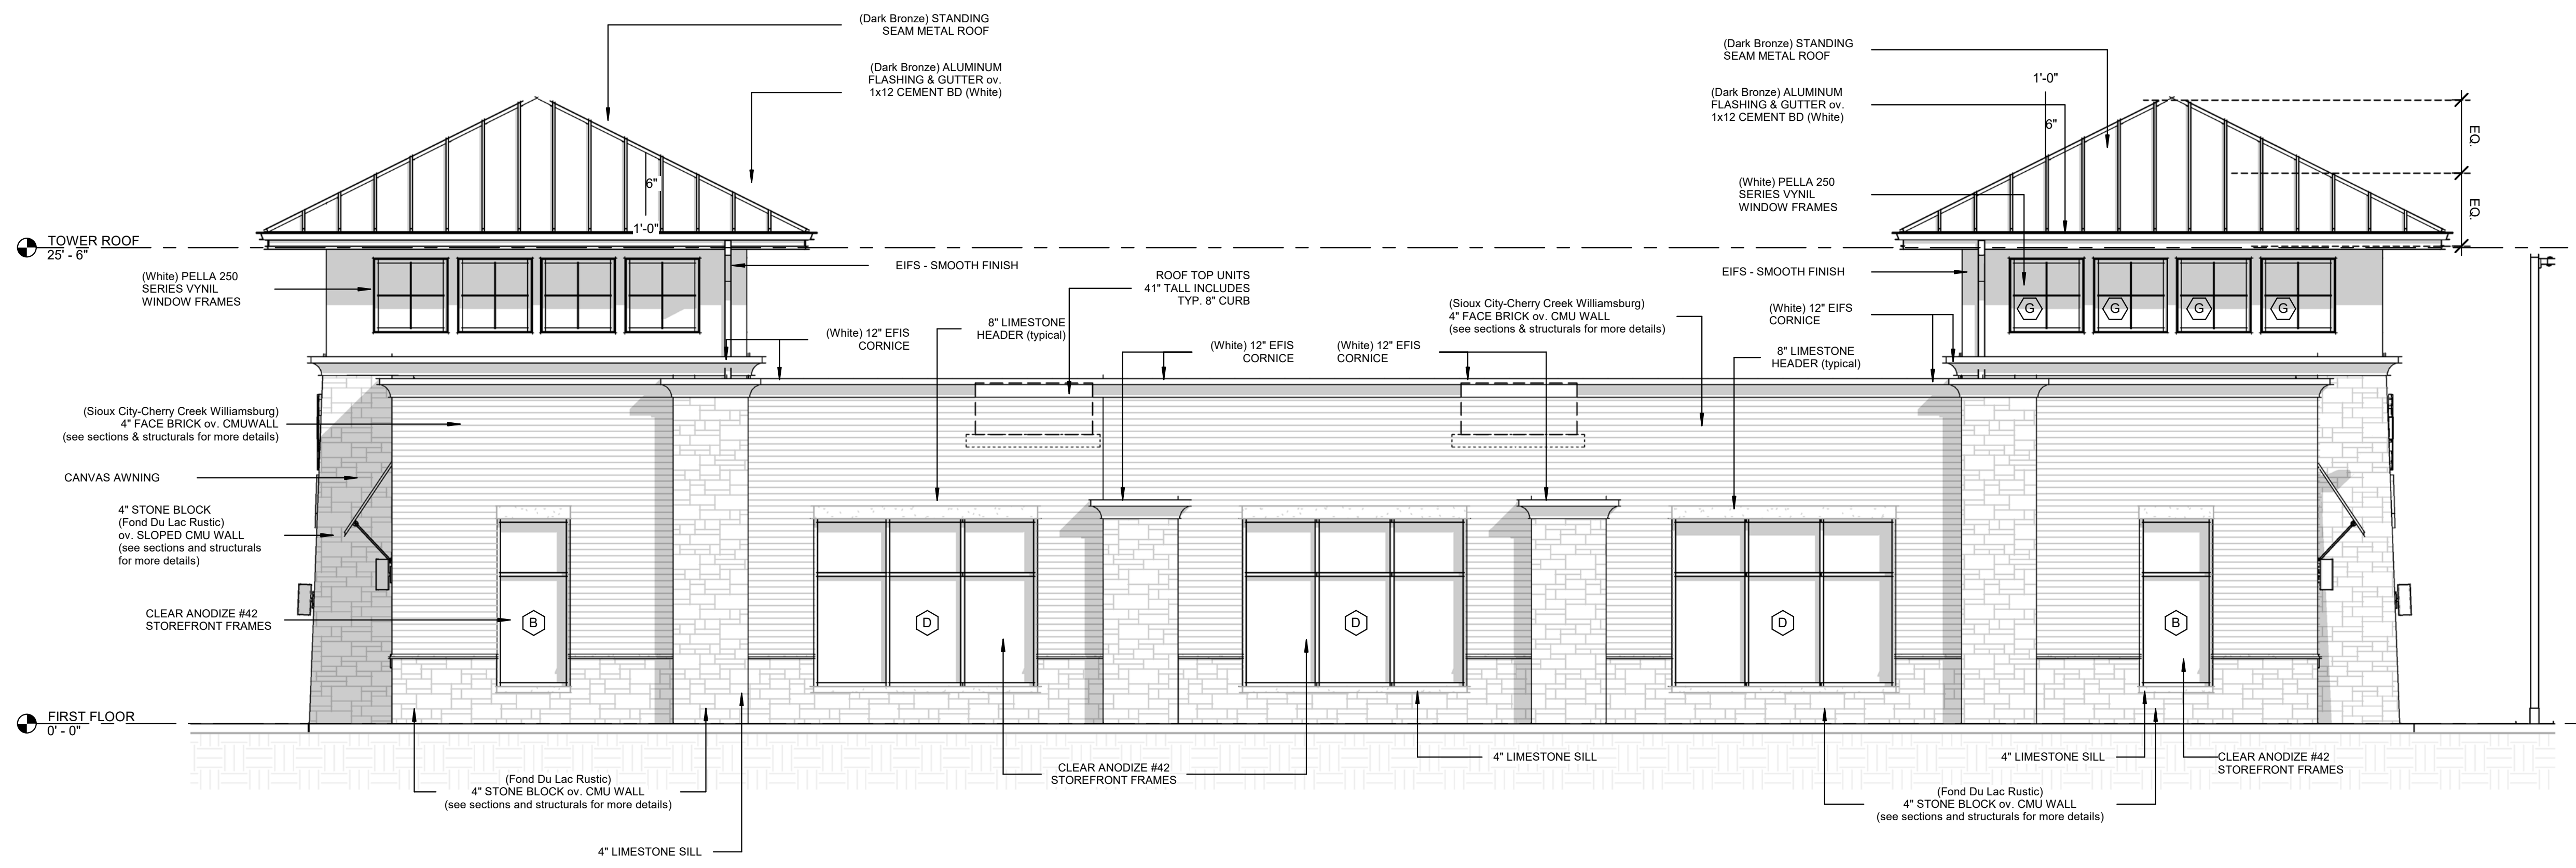 (Dark Bronze) STANDING
SEAM METAL ROOF
(Dark Bronze) ALUMINUM
FLASHING & GUTTER ov.
1x12 CEMENT BD (White)
(Dark Bronze) STANDING
SEAM METAL ROOF
1'-0"
(Dark Bronze) ALUMINUM
FLASHING & GUTTER ov.
1x12 CEMENT BD (White)
6"
EQ.
EQ.
6"
1'-0"
(White) PELLA 250
SERIES VYNIL
WINDOW FRAMES
TOWER ROOF
25' - 6"
(White) PELLA 250
SERIES VYNIL
WINDOW FRAMES
EIFS - SMOOTH FINISH
ROOF TOP UNITS
41" TALL INCLUDES
TYP. 8" CURB
EIFS - SMOOTH FINISH
G
G
G
G
(White) 12" EFIS
CORNICE
8" LIMESTONE
HEADER (typical)
(White) 12" EFIS
CORNICE
(White) 12" EFIS
CORNICE
(Sioux City-Cherry Creek Williamsburg)
4" FACE BRICK ov. CMU WALL
(see sections & structurals for more details)
(White) 12" EIFS
CORNICE
8" LIMESTONE
HEADER (typical)
(Sioux City-Cherry Creek Williamsburg)
4" FACE BRICK ov. CMUWALL
(see sections & structurals for more details)
CANVAS AWNING
4" STONE BLOCK
(Fond Du Lac Rustic)
ov. SLOPED CMU WALL
(see sections and structurals
for more details)
CLEAR ANODIZE #42
STOREFRONT FRAMES
B
D
D
D
B
FIRST FLOOR
0' - 0"
(Fond Du Lac Rustic)
4" STONE BLOCK ov. CMU WALL
(see sections and structurals for more details)
4" LIMESTONE SILL
CLEAR ANODIZE #42
STOREFRONT FRAMES
4" LIMESTONE SILL
4" LIMESTONE SILL
CLEAR ANODIZE #42
STOREFRONT FRAMES
(Fond Du Lac Rustic)
4" STONE BLOCK ov. CMU WALL
(see sections and structurals for more details)